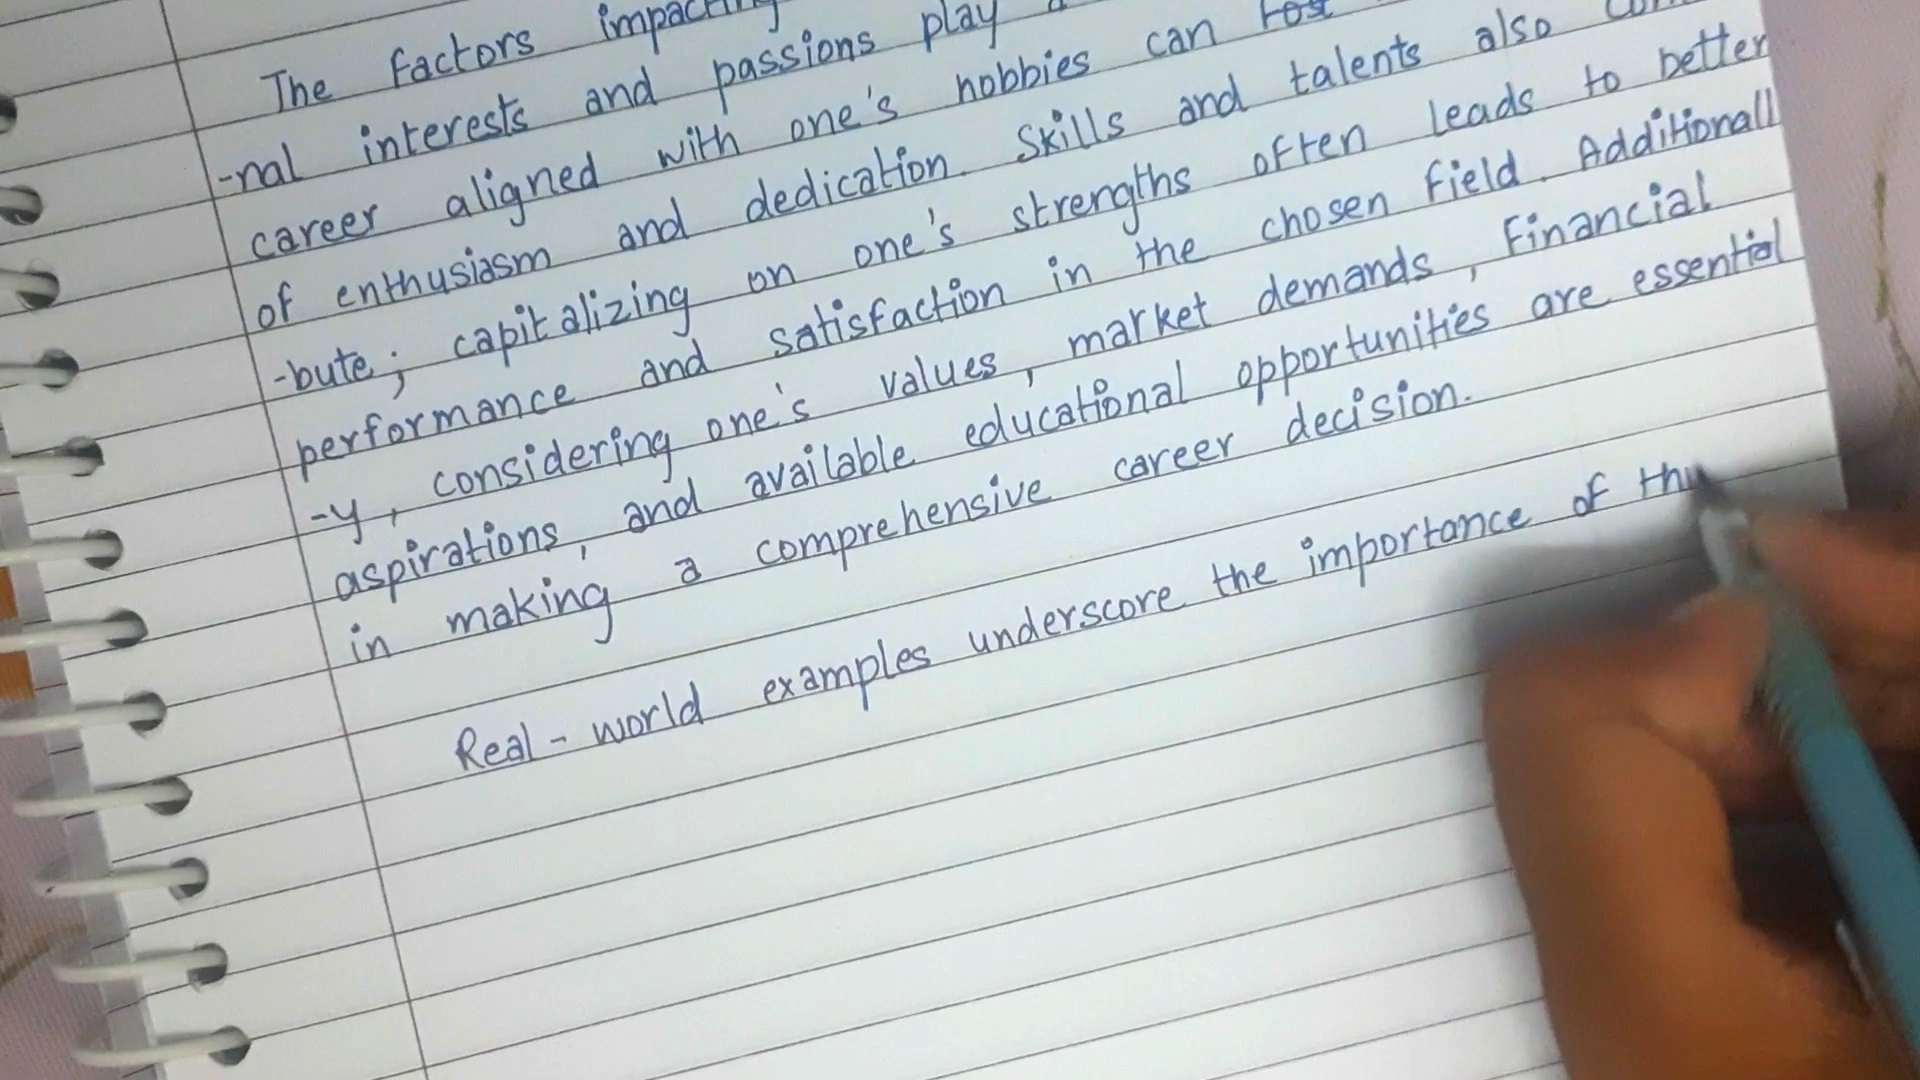 The factors impacting
-nal interests and passions play a
career aligned with one's hobbies can
of enthusiasm and dedication. Skills and talents also
-bute; capitalizing on one's strengths often leads to better
performance and satisfaction in the chosen field. Additionall
-y, considering one's values, market demands, financial
aspirations, and available educational opportunities are essential
in making a comprehensive career decision.
Real-world examples underscore the importance of